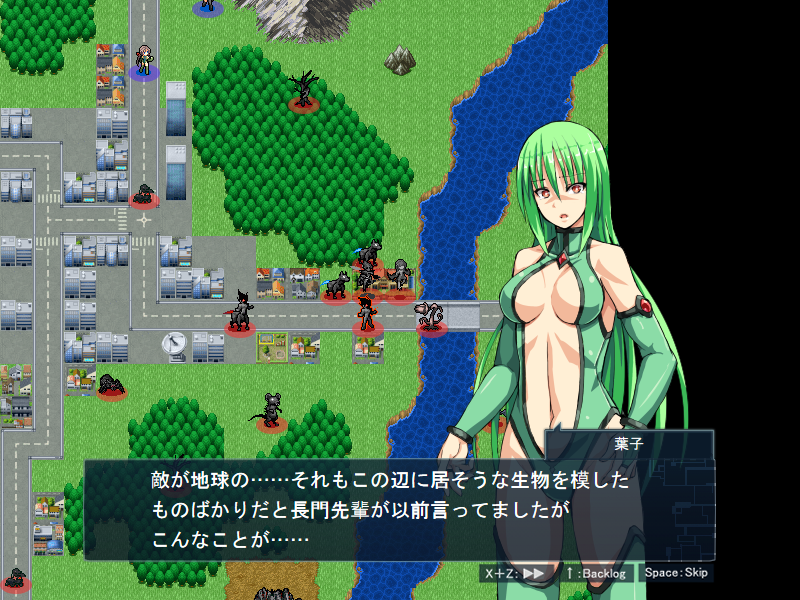 葉子
敵が地球の……それもこの辺に居そうな生物を模した
ものばかりだと長門先輩が以前言ってましたが
こんなことが……
X+Z:▶▶ ↑:Backlog Space:Skip